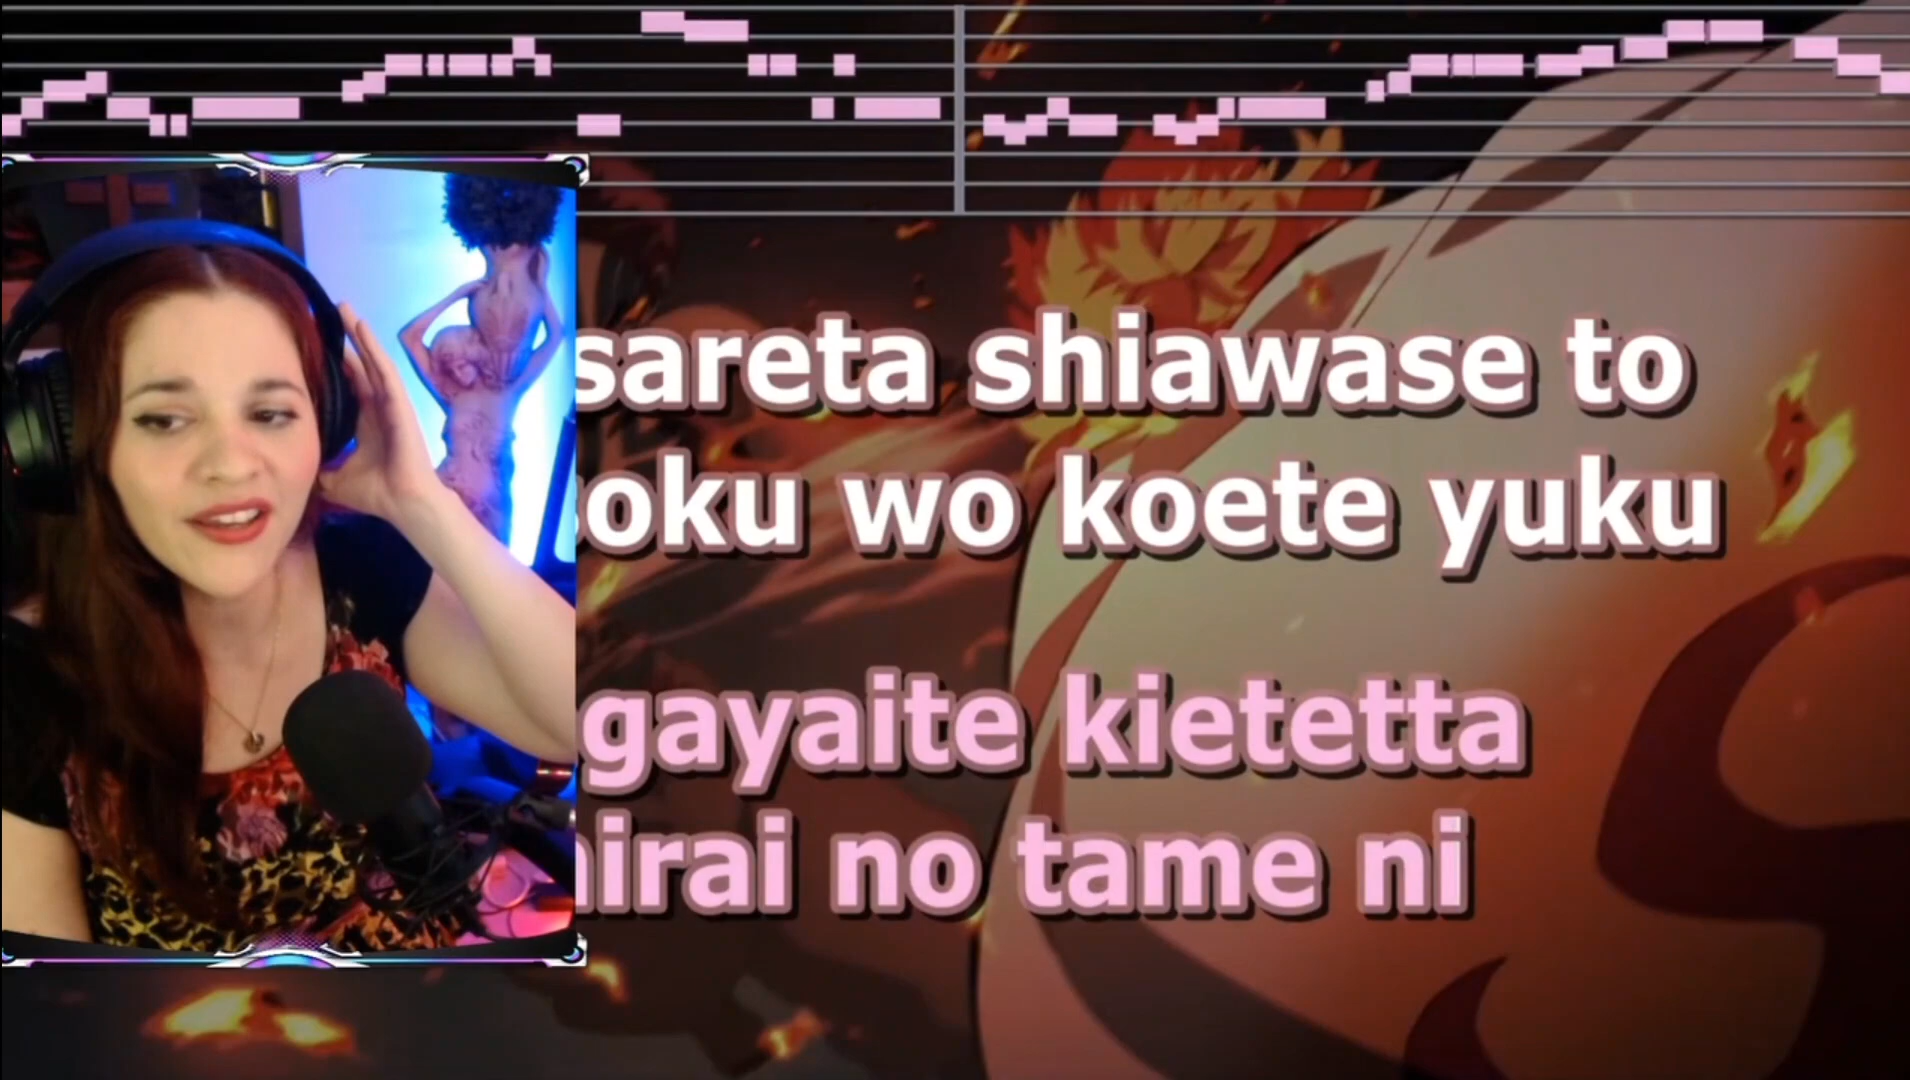 sareta shiawase to
oku wo koete yuku
gayaite kietetta
irai no tame ni